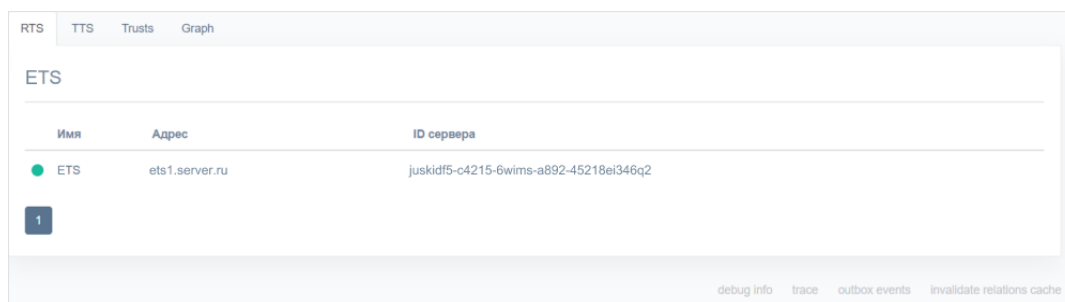 RTS TTS Trusts Graph
ETS
Имя Адрес ID сервера
ETS ets1.server.ru juskidf5-c4215-6wims-a892-45218ei346q2
1
debug info trace outbox events invalidate relations cache